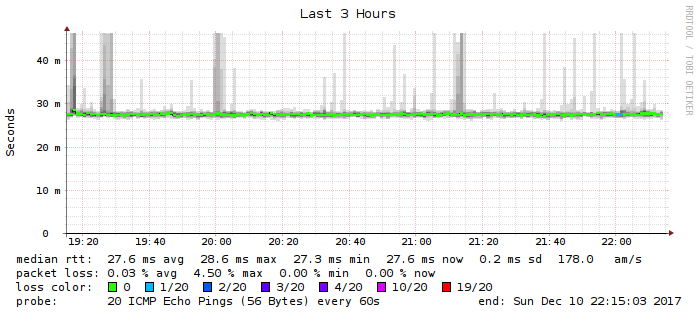 Last 3 Hours
RRDTOOL / TOBI OETIKER
Seconds
40 m
30 m
20 m
10 m
0
19:20 19:40 20:00 20:20 20:40 21:00 21:20 21:40 22:00
median rtt: 27.6 ms avg 28.6 ms max 27.3 ms min 27.6 ms now 0.2 ms sd 178.0 am/s
packet loss: 0.03 % avg 4.50 % max 0.00 % min 0.00 % now
loss color: 0 1/20 2/20 3/20 4/20 10/20 19/20
probe: 20 ICMP Echo Pings (56 Bytes) every 60s end: Sun Dec 10 22:15:03 2017